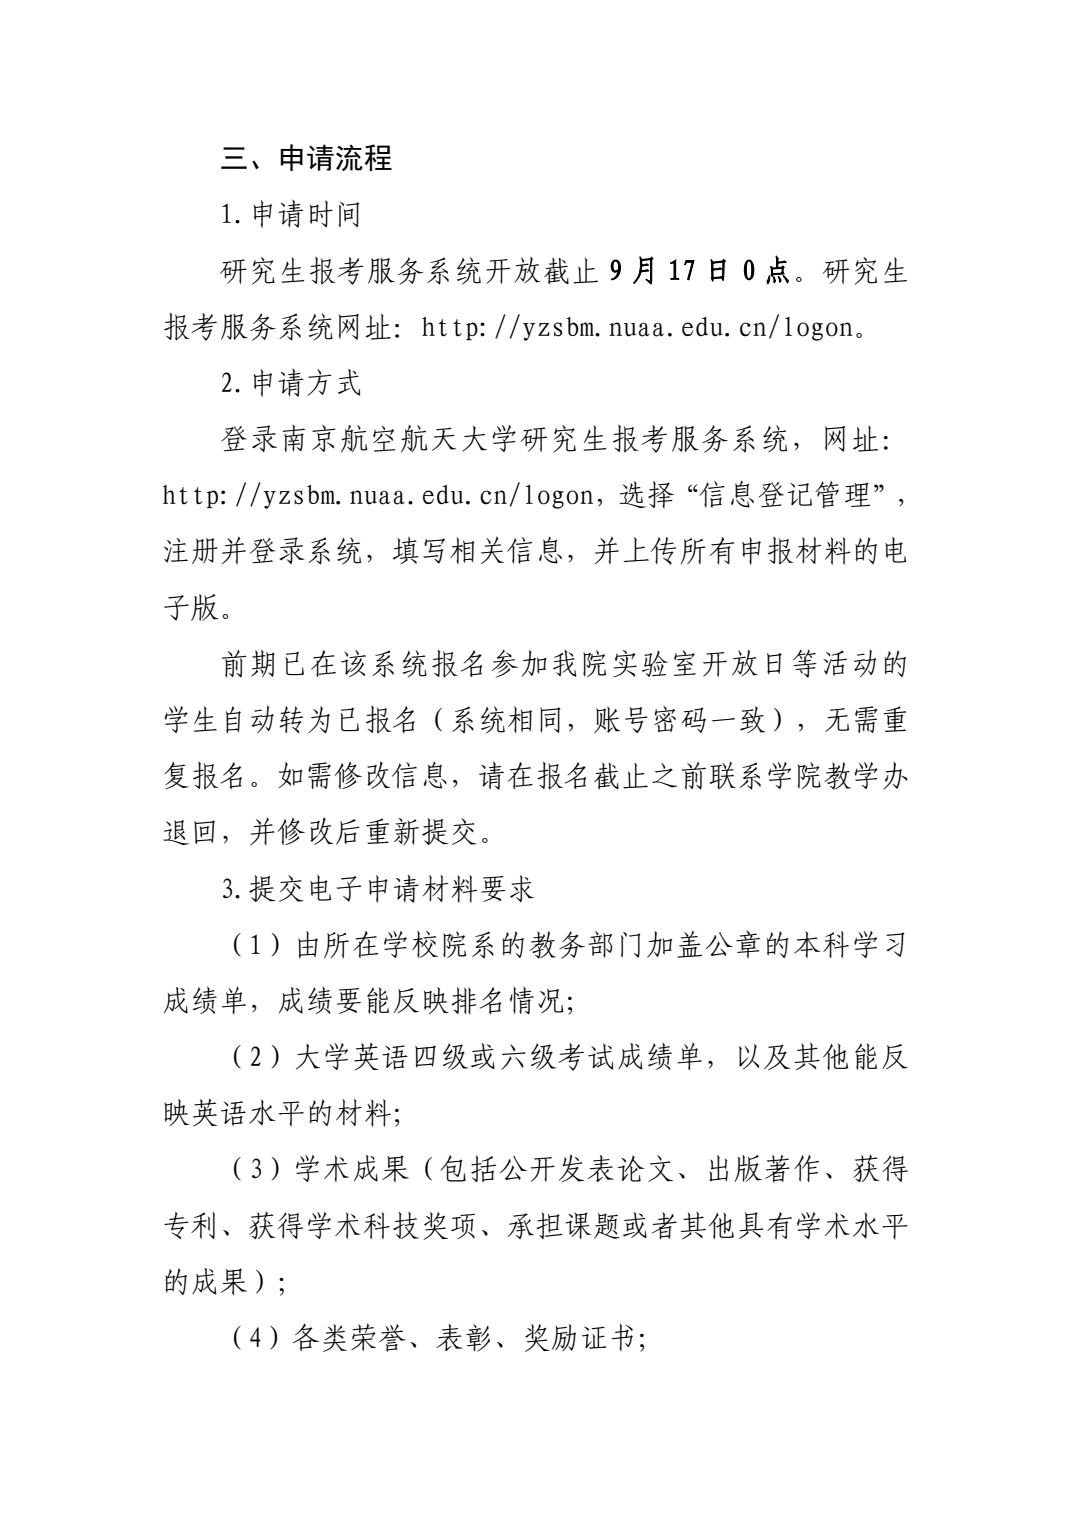 三、申请流程
1.申请时间
研究生报考服务系统开放截止 9 月 17 日 0 点。研究生
报考服务系统网址：http://yzsbm.nuaa.edu.cn/logon。
2.申请方式
登录南京航空航天大学研究生报考服务系统，网址：
http://yzsbm.nuaa.edu.cn/logon，选择“信息登记管理”，
注册并登录系统，填写相关信息，并上传所有申报材料的电
子版。
前期已在该系统报名参加我院实验室开放日等活动的
学生自动转为已报名（系统相同，账号密码一致），无需重
复报名。如需修改信息，请在报名截止之前联系学院教学办
退回，并修改后重新提交。
3.提交电子申请材料要求
（1）由所在学校院系的教务部门加盖公章的本科学习
成绩单，成绩要能反映排名情况；
（2）大学英语四级或六级考试成绩单，以及其他能反
映英语水平的材料；
（3）学术成果（包括公开发表论文、出版著作、获得
专利、获得学术科技奖项、承担课题或者其他具有学术水平
的成果）；
（4）各类荣誉、表彰、奖励证书；